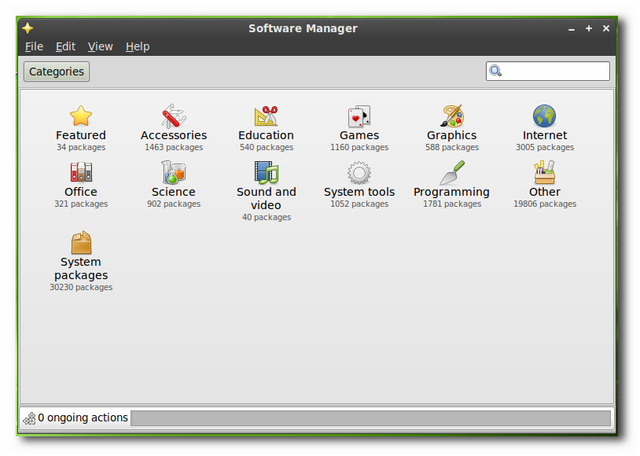 Software Manager
File Edit View Help
Categories
Featured Accessories Education Games Graphics Internet
34 packages 1463 packages 540 packages 1160 packages 588 packages 3005 packages
Office Science Sound and video System tools Programming Other
321 packages 902 packages 40 packages 1052 packages 1781 packages 19806 packages
System
packages
30230 packages
0 ongoing actions